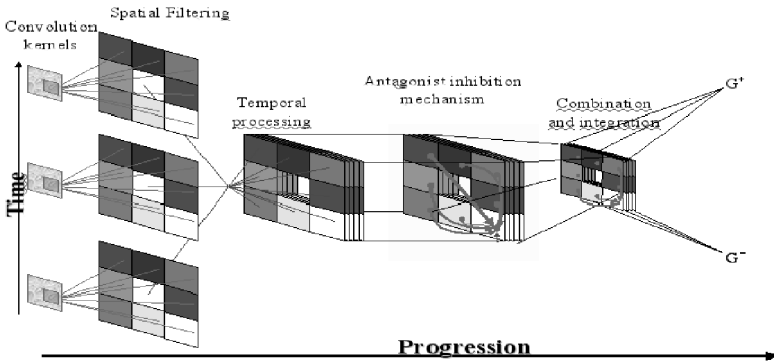 Spatial Filtering
Convolution
kernels
Antagonist inhibition
mechanism
Temporal
processing
Combination
and integration
G+
G-
Time
Progression